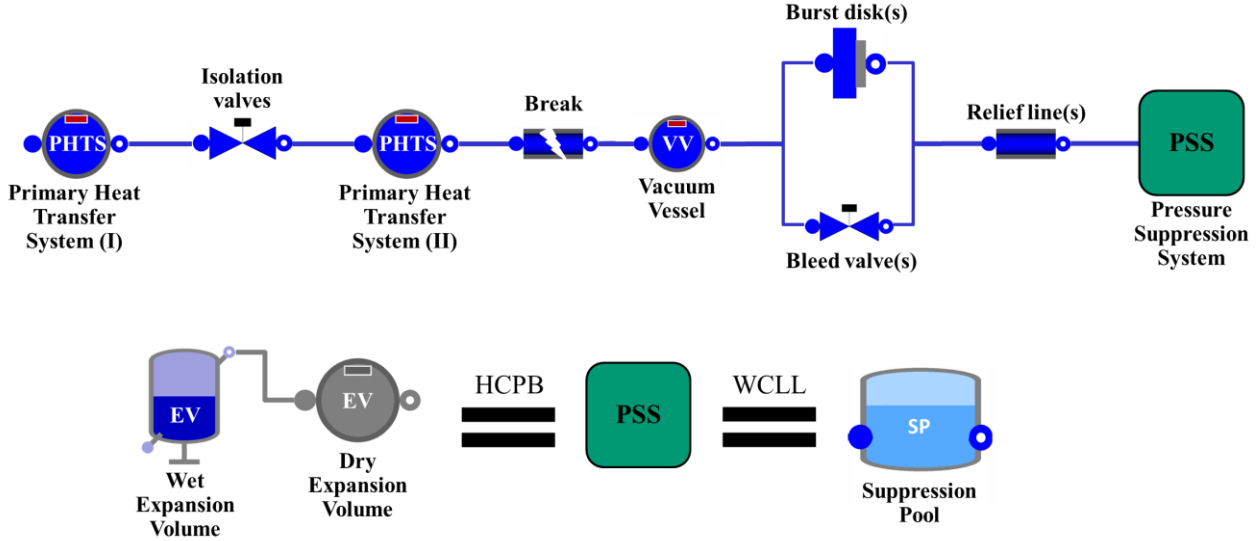 Burst disk(s)
Isolation
valves
Break
Relief line(s)
PHTS
PHTS
VV
PSS
Primary Heat
Transfer
System (I)
Primary Heat
Transfer
System (II)
Vacuum
Vessel
Bleed valve(s)
Pressure
Suppression
System
HCPB
WCLL
EV
EV
PSS
SP
Wet
Expansion
Volume
Dry
Expansion
Volume
Suppression
Pool